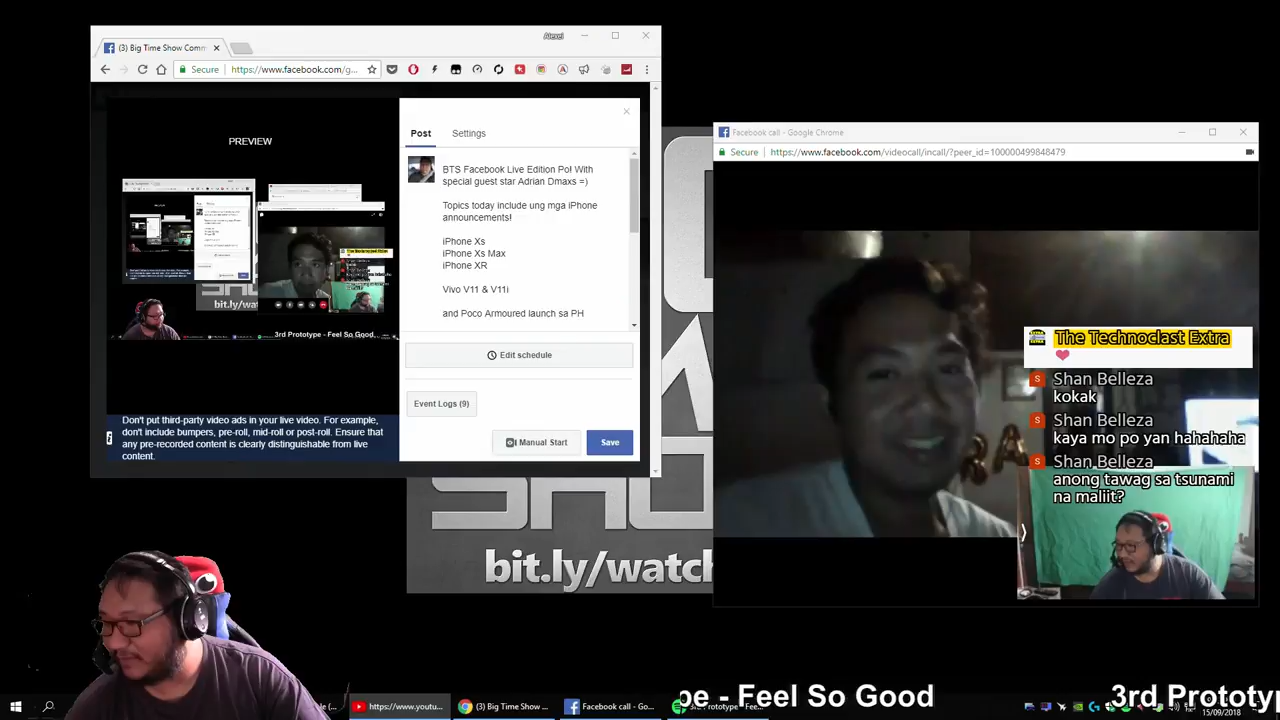 Alexei
(3) Big Time Show Comm
Secure
https://www.facebook.com/g...
PREVIEW
3rd Prototype - Feel So Good
Don't put third-party video ads in your live video. For example,
don't include bumpers, pre-roll, mid-roll or post-roll. Ensure that
any pre-recorded content is clearly distinguishable from live
content.
Post
Settings
BTS Facebook Live Edition Po! With
special guest star Adrian Dmaxs =)
Topics today include ung mga iPhone
announcements!
iPhone Xs
iPhone Xs Max
iPhone XR
Vivo V11 & V11i
and Poco Armoured launch sa PH
Edit schedule
Event Logs (9)
Manual Start
Save
bit.ly/watch
Facebook call - Google Chrome
Secure
https://www.facebook.com/videocall/incall/?peer_id=100000499848479
The Technoclast Extra
❤
Shan Belleza
kokak
Shan Belleza
kaya mo po yan hahahaha
Shan Belleza
anong tawag sa tsunami
na maliit?
pe - Feel So Good
3rd Prototyp
https://www.youtu...
(3) Big Time Show ...
Facebook call - Go...
3rd Prototype - Fee...
15/09/2018